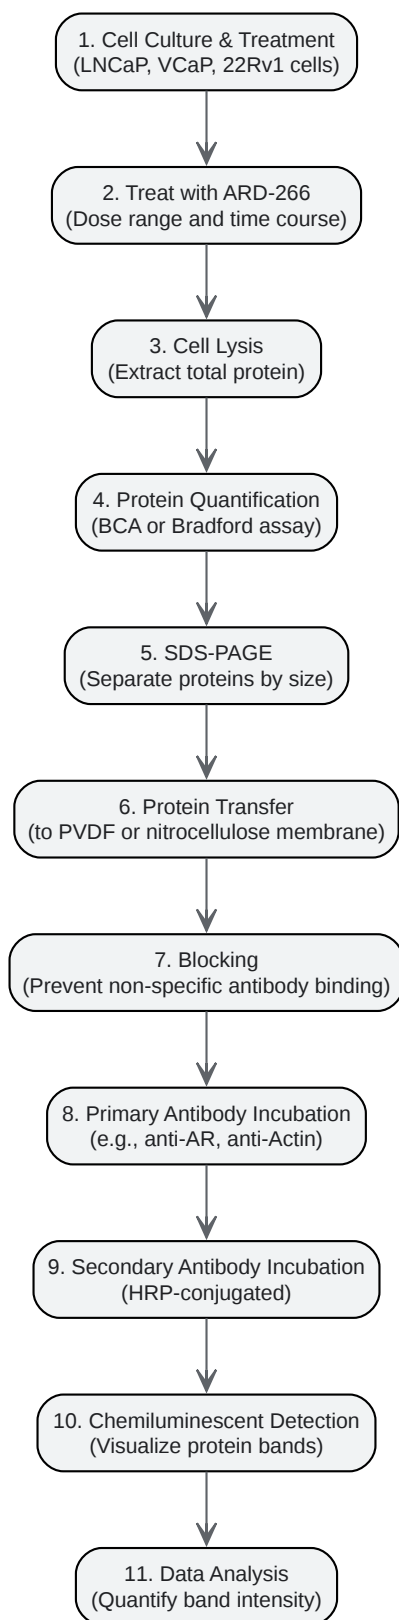 1. Cell Culture & Treatment
(LNCaP, VCaP, 22Rv1 cells)
2. Treat with ARD-266
(Dose range and time course)
3. Cell Lysis
(Extract total protein)
4. Protein Quantification
(BCA or Bradford assay)
5. SDS-PAGE
(Separate proteins by size)
6. Protein Transfer
(to PVDF or nitrocellulose membrane)
7. Blocking
(Prevent non-specific antibody binding)
8. Primary Antibody Incubation
(e.g., anti-AR, anti-Actin)
9. Secondary Antibody Incubation
(HRP-conjugated)
10. Chemiluminescent Detection
(Visualize protein bands)
11. Data Analysis
(Quantify band intensity)